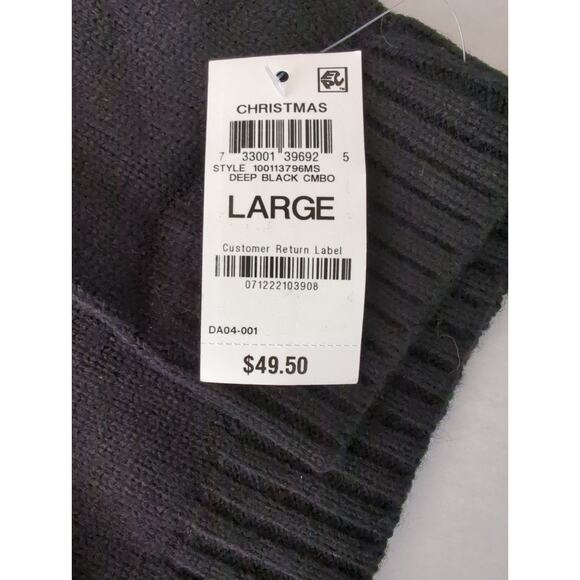 CHRISTMAS
7 33001 39692 5
STYLE 100113796MS
DEEP BLACK CMBO
LARGE
Customer Return Label
071222103908
DA04-001
$49.50